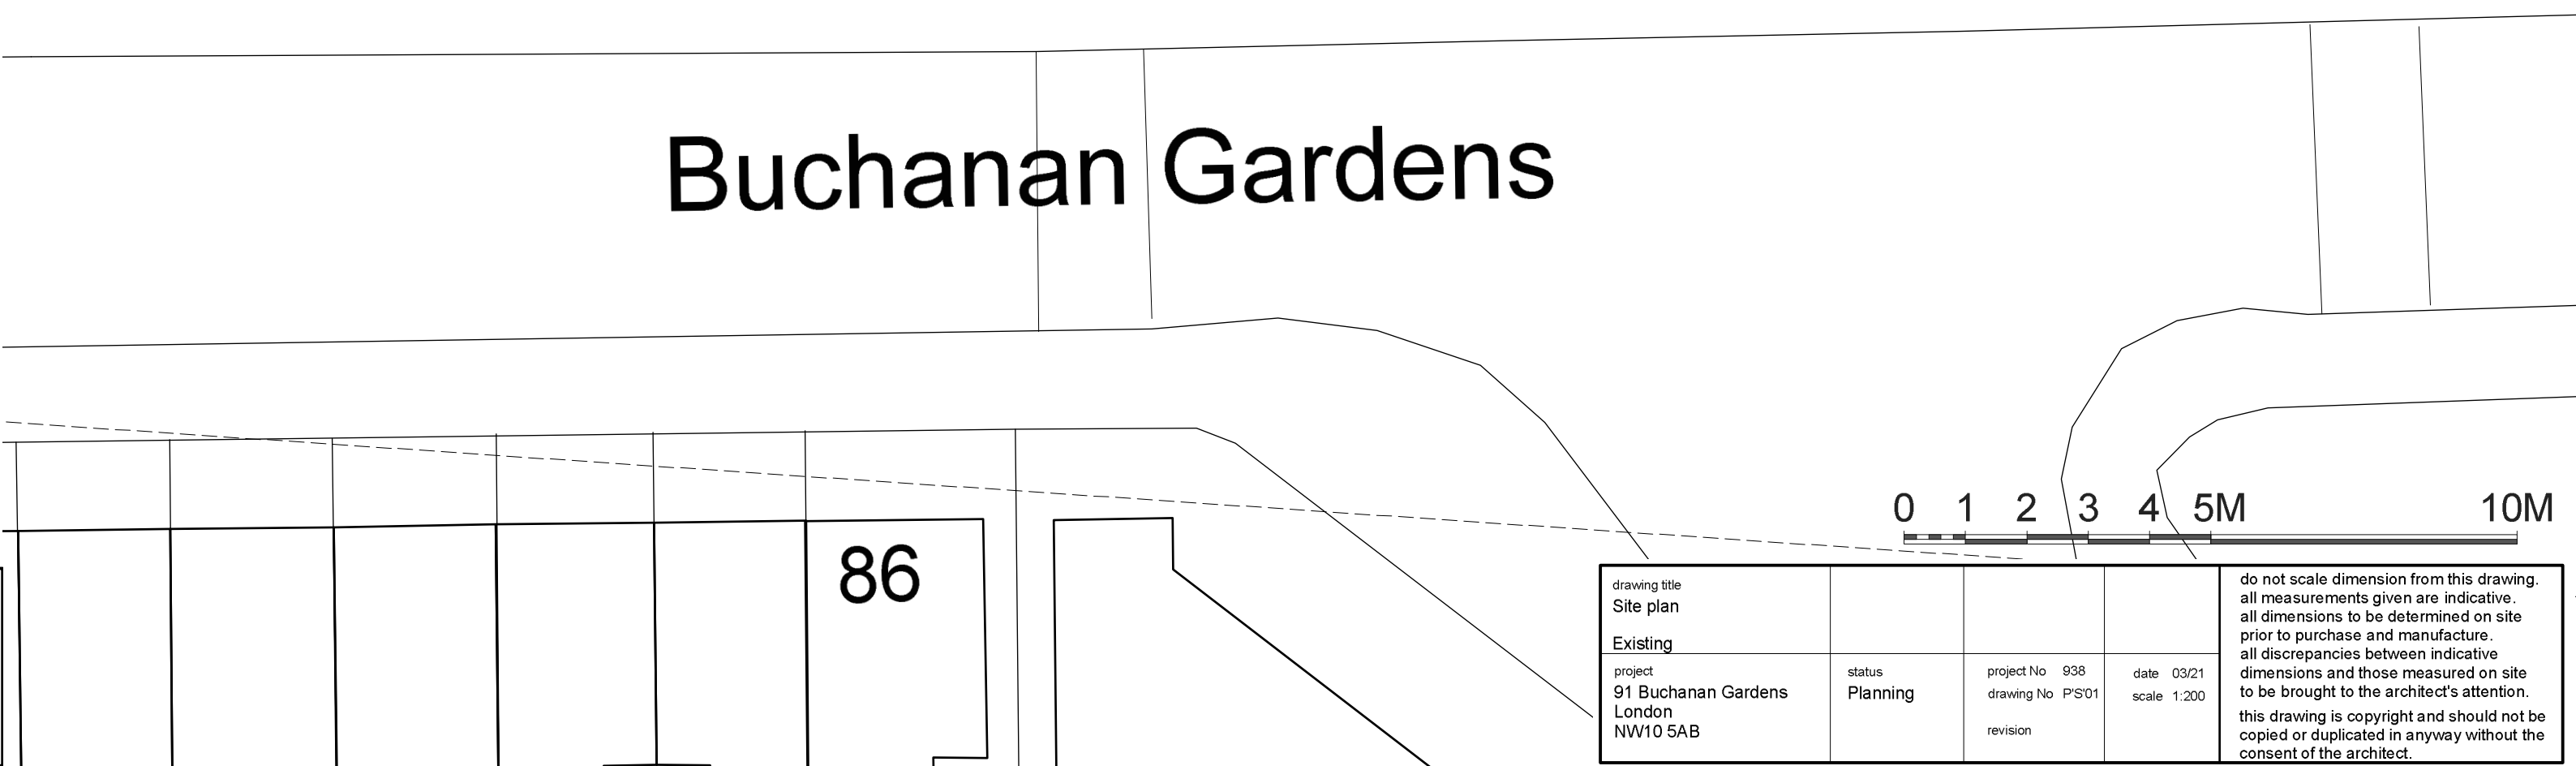 Buchanan Gardens
86
0 1 2 3 4 5M 10M
drawing title
Site plan
Existing
project
91 Buchanan Gardens
London
NW10 5AB
status
Planning
project No 938
drawing No P'S'01
revision
date 03/21
scale 1:200
do not scale dimension from this drawing.
all measurements given are indicative.
all dimensions to be determined on site
prior to purchase and manufacture.
all discrepancies between indicative
dimensions and those measured on site
to be brought to the architect's attention.
this drawing is copyright and should not be
copied or duplicated in anyway without the
consent of the architect.